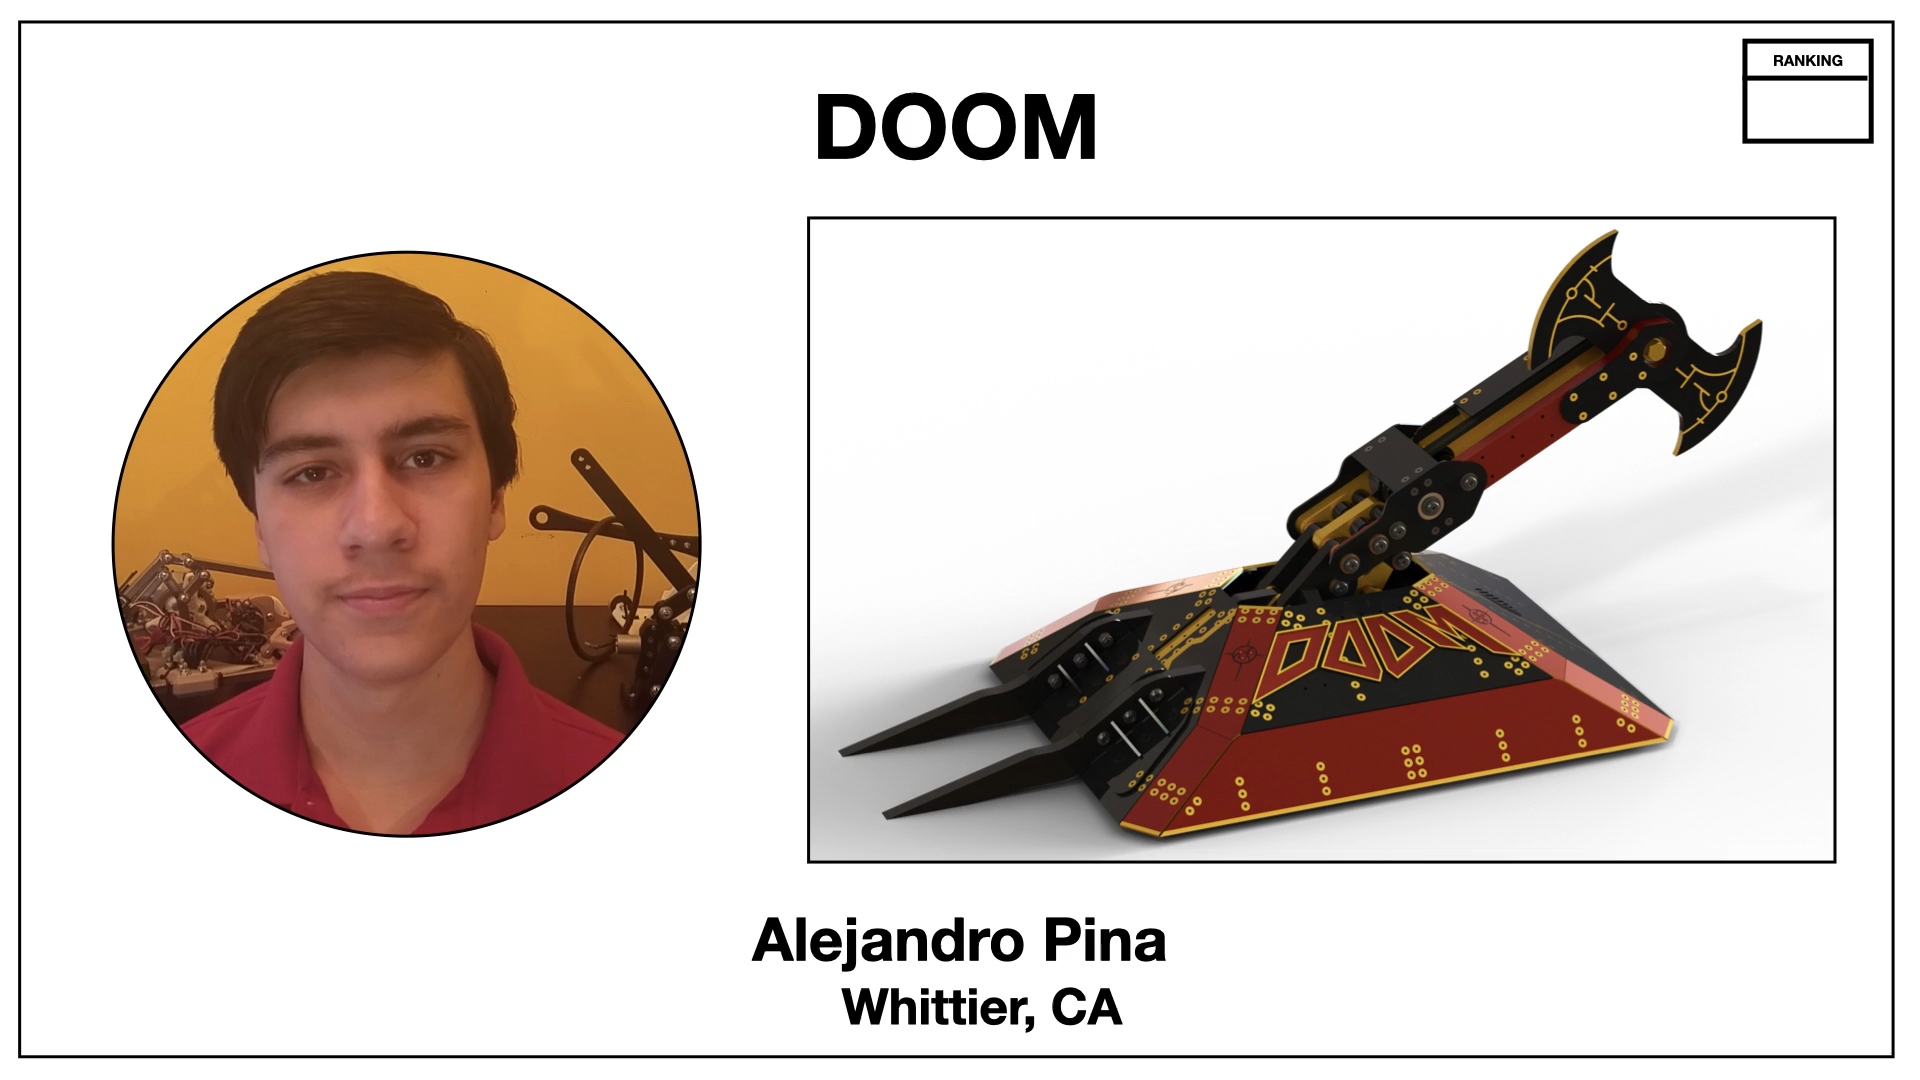 RANKING
DOOM
DOOM
Alejandro Pina
Whittier, CA